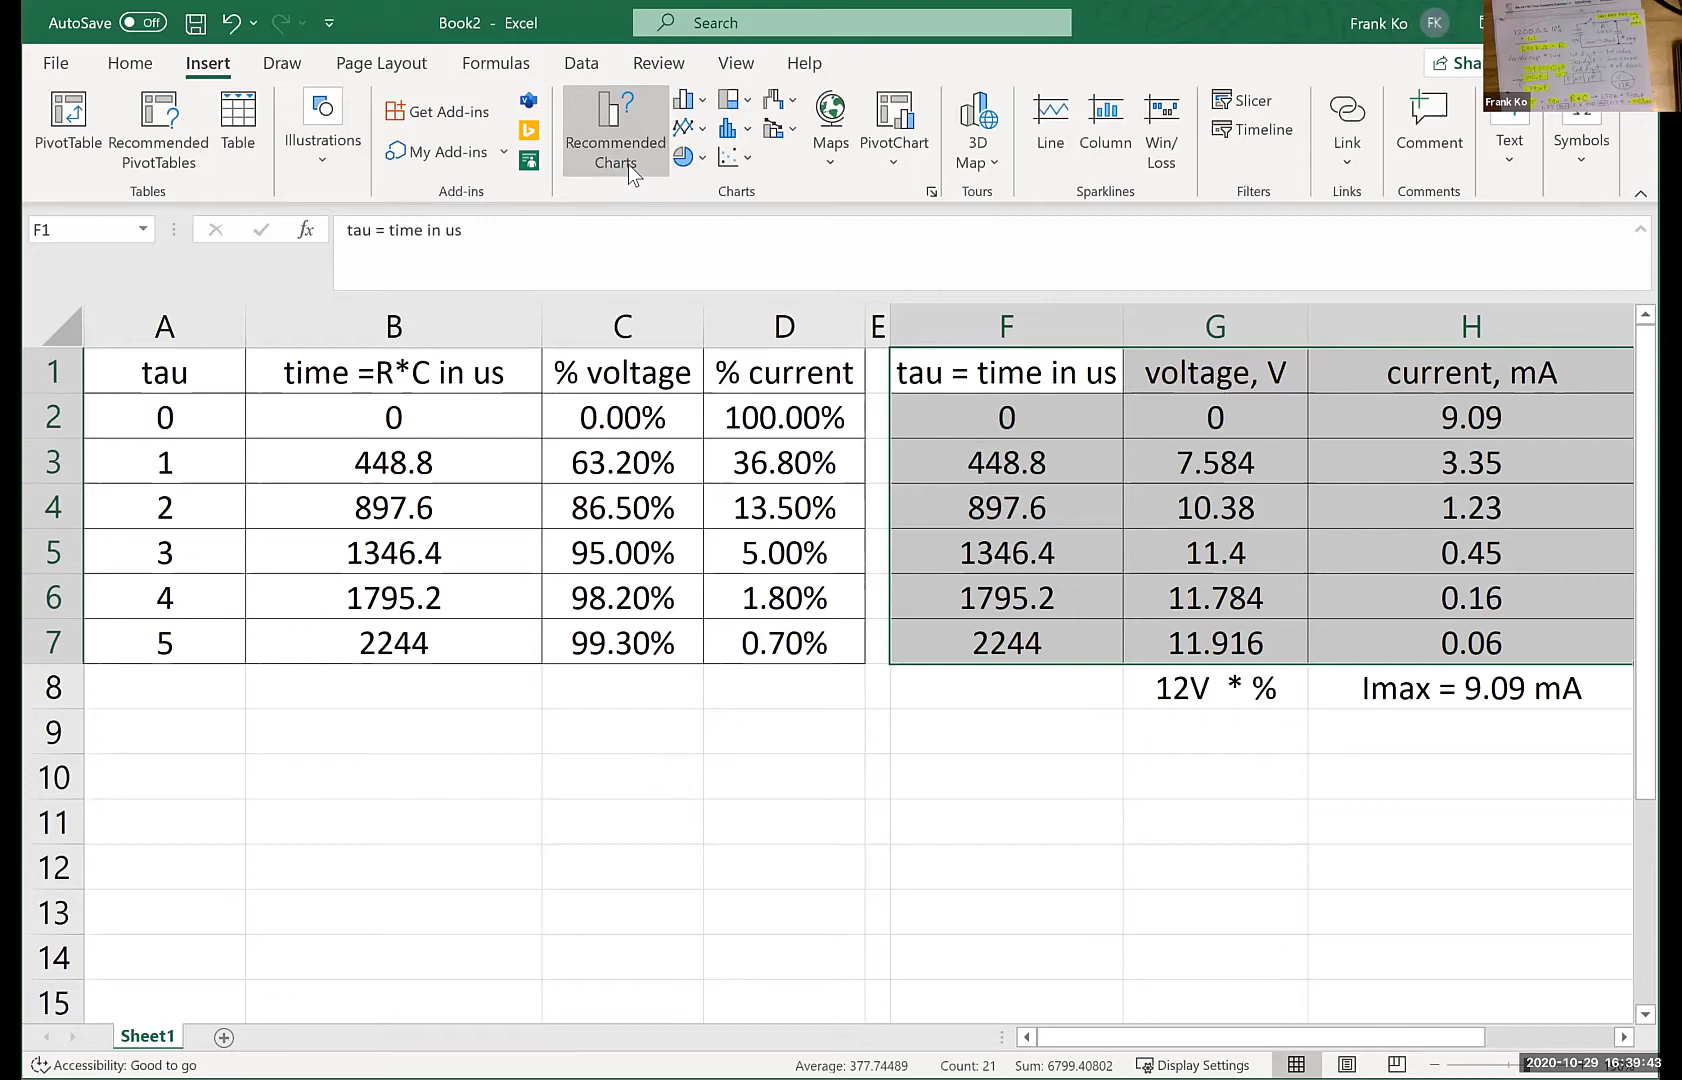 AutoSave Off Book2 - Excel Search Frank Ko FK
File Home Insert Draw Page Layout Formulas Data Review View Help
PivotTable
Recommended PivotTables
Table
Tables
Illustrations
Get Add-ins
My Add-ins
Add-ins
Recommended Charts
Maps
PivotChart
Charts
3D Map
Tours
Line
Column
Win/Loss
Sparklines
Slicer
Timeline
Filters
Link
Links
Comment
Comments
Text
Symbols
Frank Ko
F1 fx tau = time in us
A B C D E F G H
1 tau time =R*C in us % voltage % current tau = time in us voltage, V current, mA
2 0 0 0.00% 100.00% 0 0 9.09
3 1 448.8 63.20% 36.80% 448.8 7.584 3.35
4 2 897.6 86.50% 13.50% 897.6 10.38 1.23
5 3 1346.4 95.00% 5.00% 1346.4 11.4 0.45
6 4 1795.2 98.20% 1.80% 1795.2 11.784 0.16
7 5 2244 99.30% 0.70% 2244 11.916 0.06
8 12V * % Imax = 9.09 mA
9
10
11
12
13
14
15
Sheet1
Accessibility: Good to go Average: 377.74489 Count: 21 Sum: 6799.40802 Display Settings 2020-10-29 16:39:43